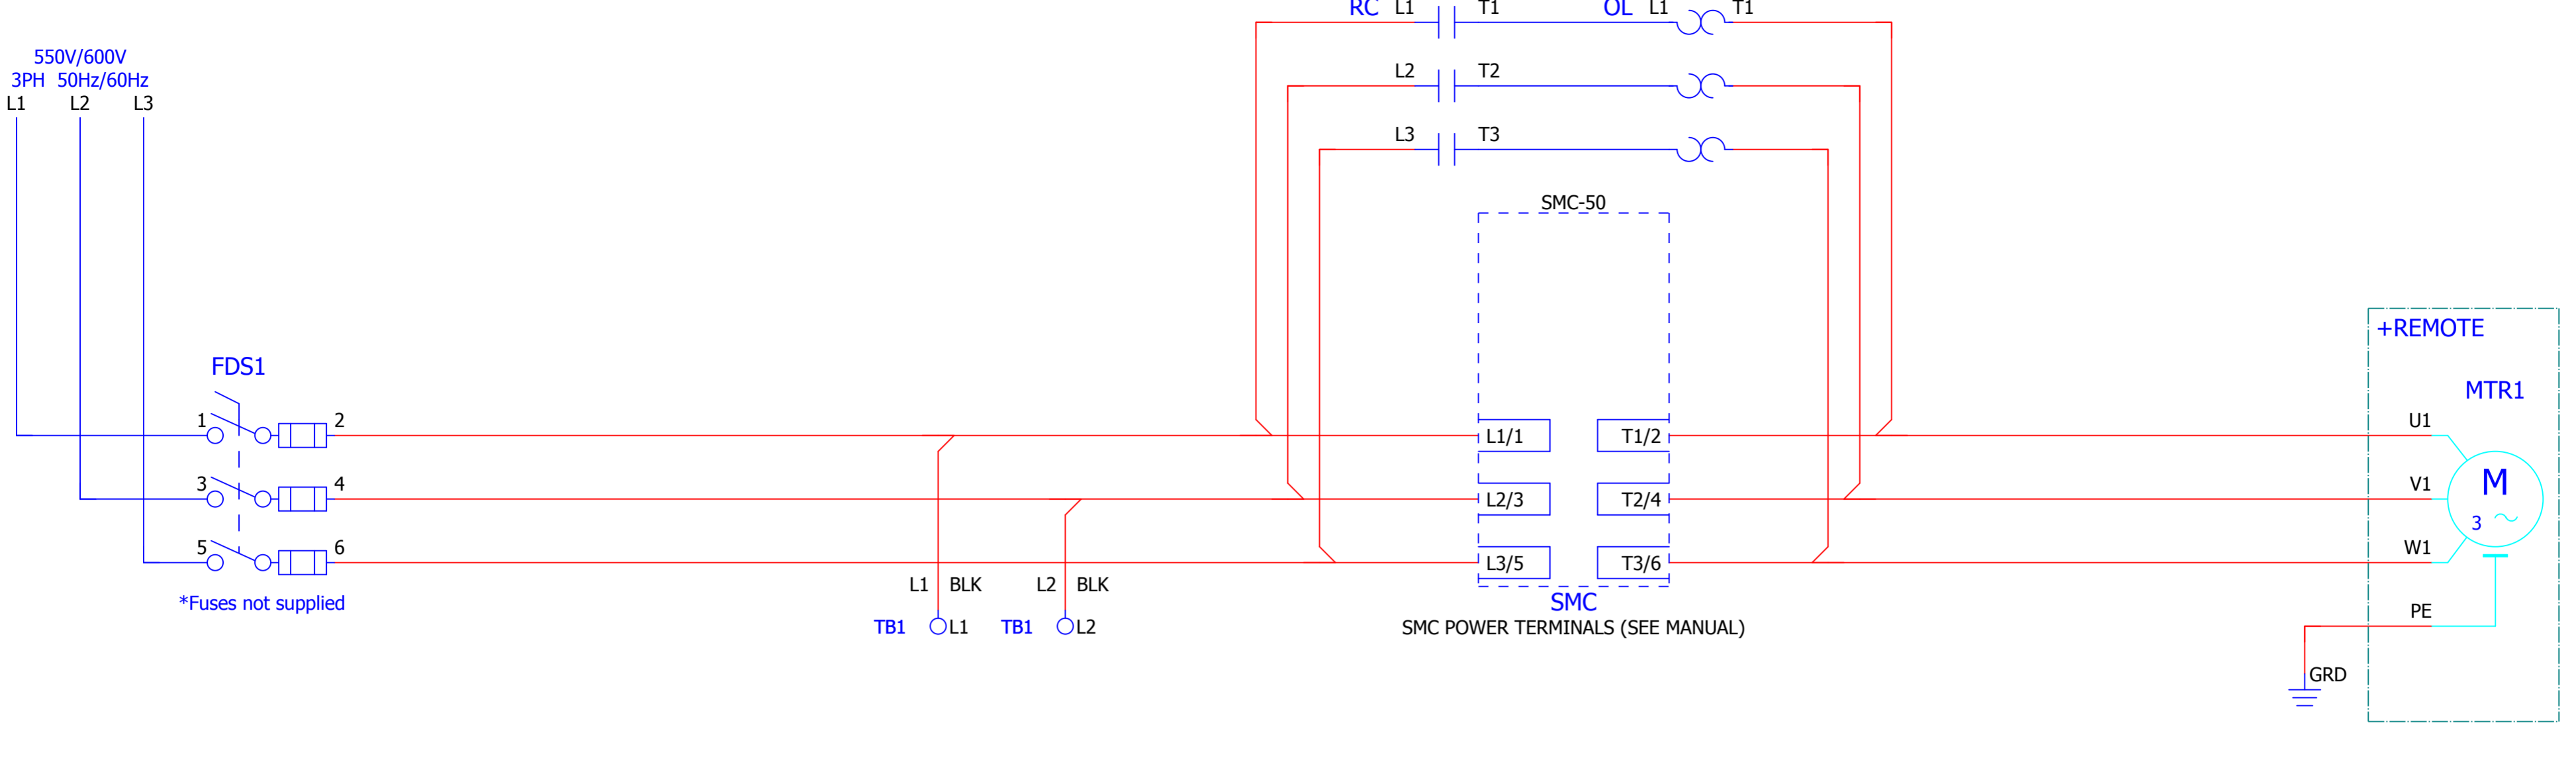 RC L1 T1 OL L1 T1
550V/600V
3PH 50Hz/60Hz
L1 L2 L3
L2 T2
L3 T3
SMC-50
+REMOTE
FDS1
MTR1
1 2 L1/1 T1/2 U1
3 4 L2/3 T2/4 V1
M
3
5 6 L3/5 T3/6 W1
L1 BLK L2 BLK
*Fuses not supplied
SMC
PE
TB1 L1 TB1 L2
SMC POWER TERMINALS (SEE MANUAL)
GRD